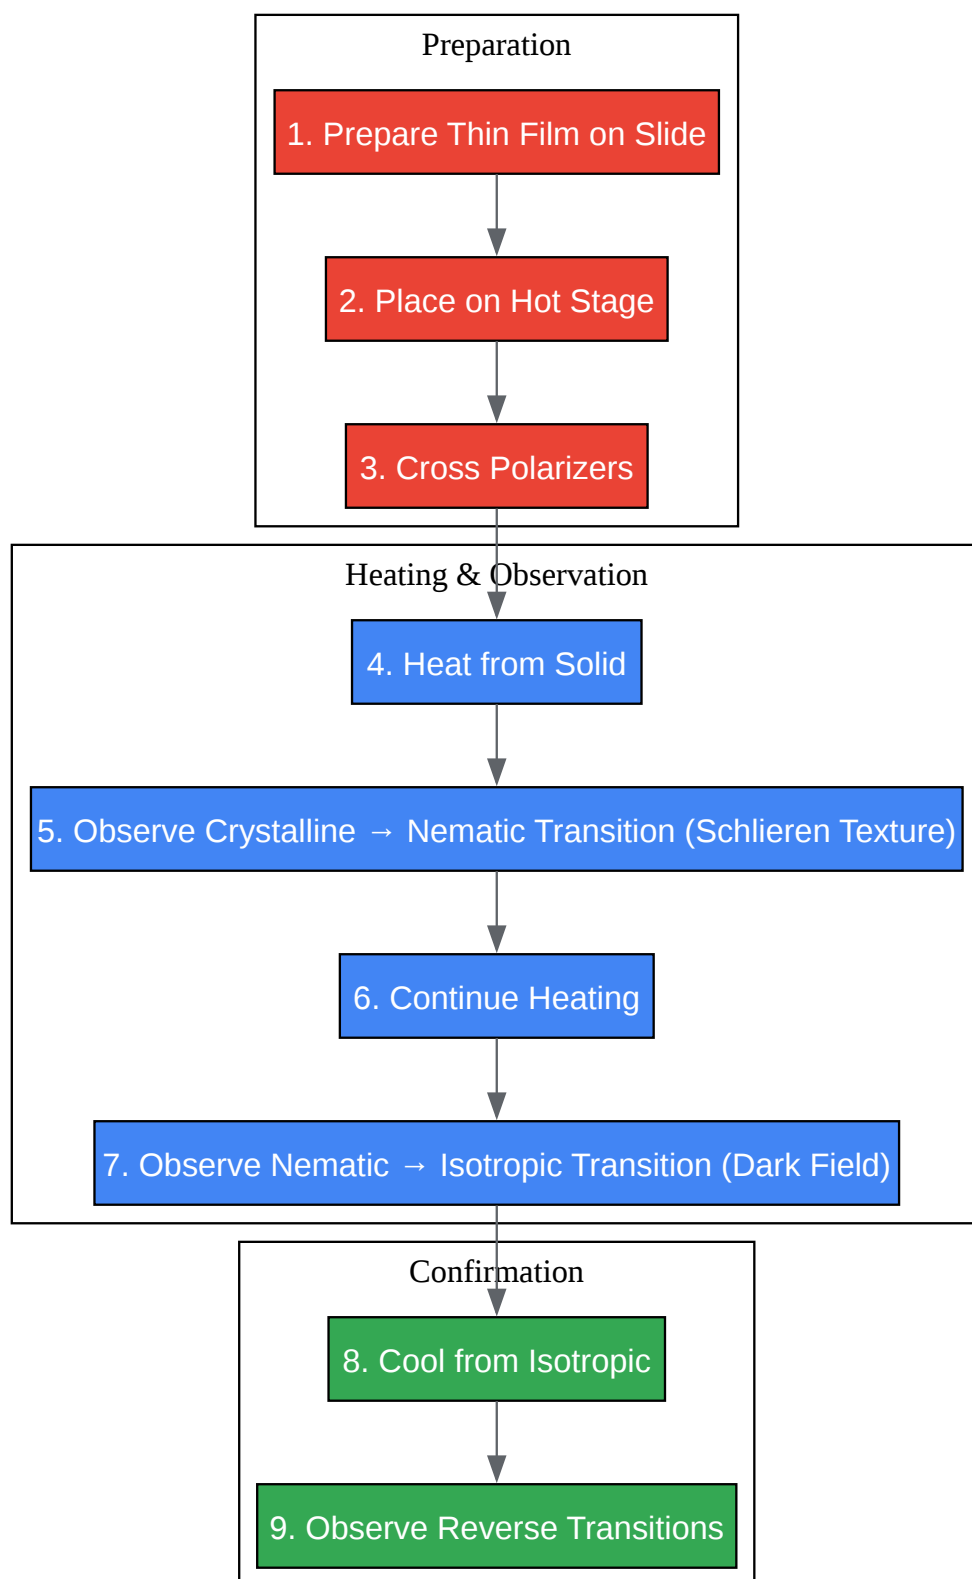 Preparation
1. Prepare Thin Film on Slide
2. Place on Hot Stage
3. Cross Polarizers
Heating & Observation
4. Heat from Solid
5. Observe Crystalline → Nematic Transition (Schlieren Texture)
6. Continue Heating
7. Observe Nematic → Isotropic Transition (Dark Field)
Confirmation
8. Cool from Isotropic
9. Observe Reverse Transitions